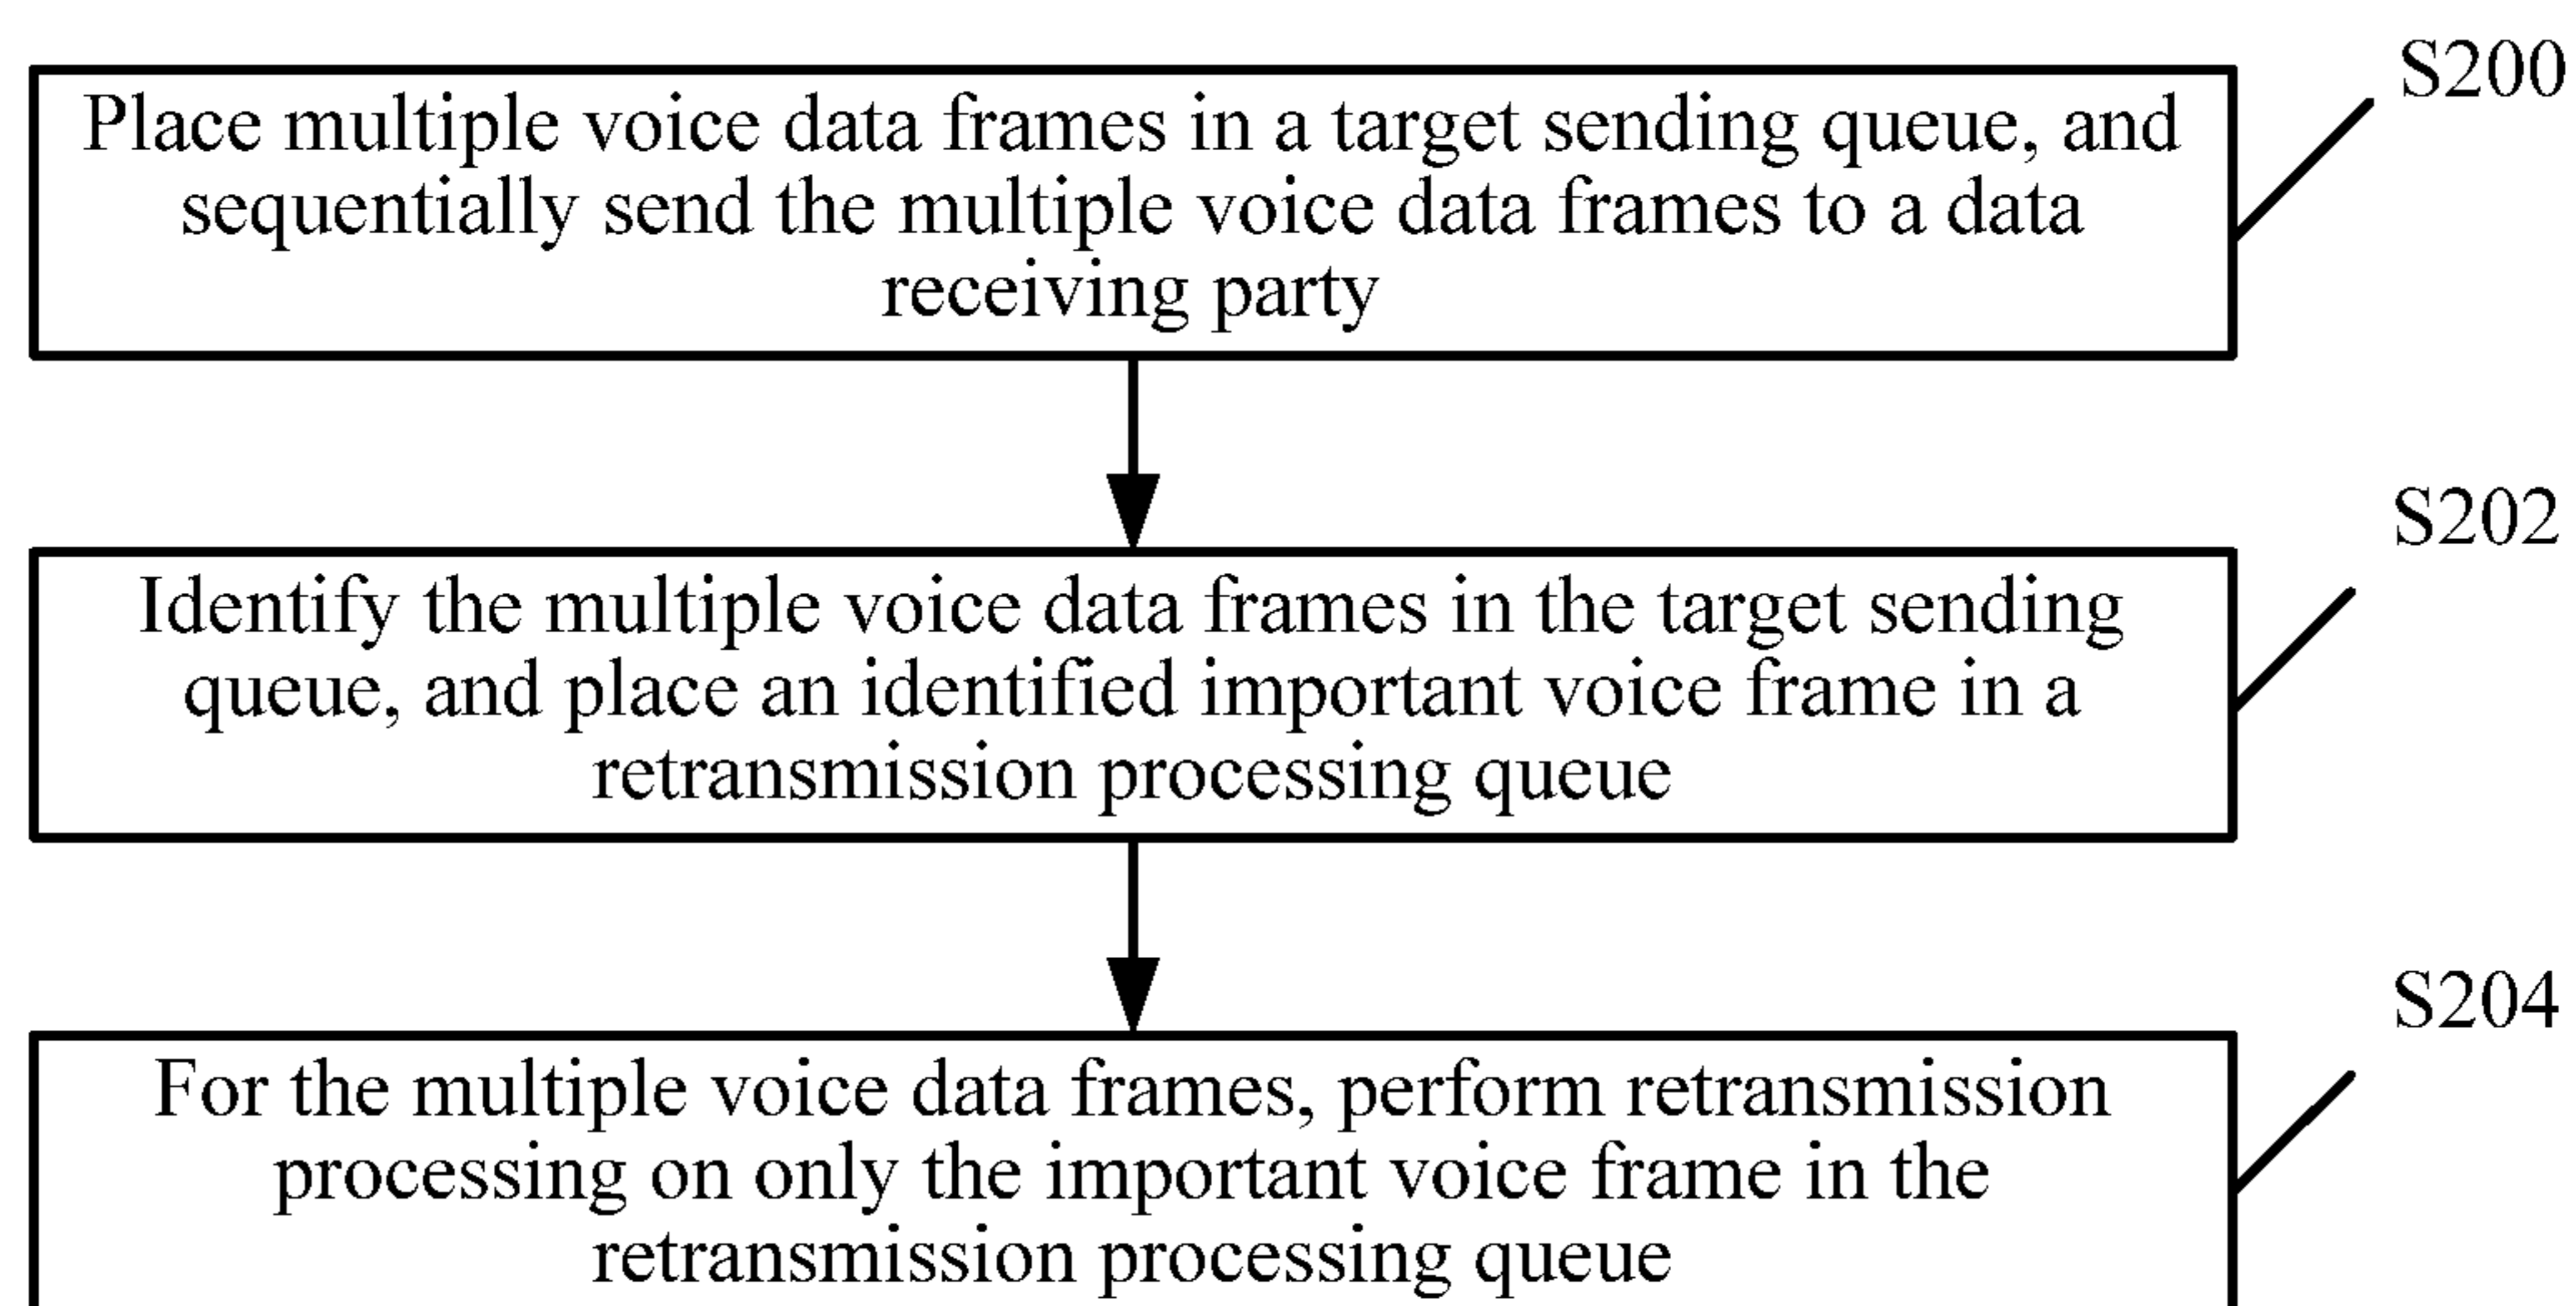 S200
Place multiple voice data frames in a target sending queue, and
sequentially send the multiple voice data frames to a data
receiving party
S202
Identify the multiple voice data frames in the target sending
queue, and place an identified important voice frame in a
retransmission processing queue
S204
For the multiple voice data frames, perform retransmission
processing on only the important voice frame in the
retransmission processing queue